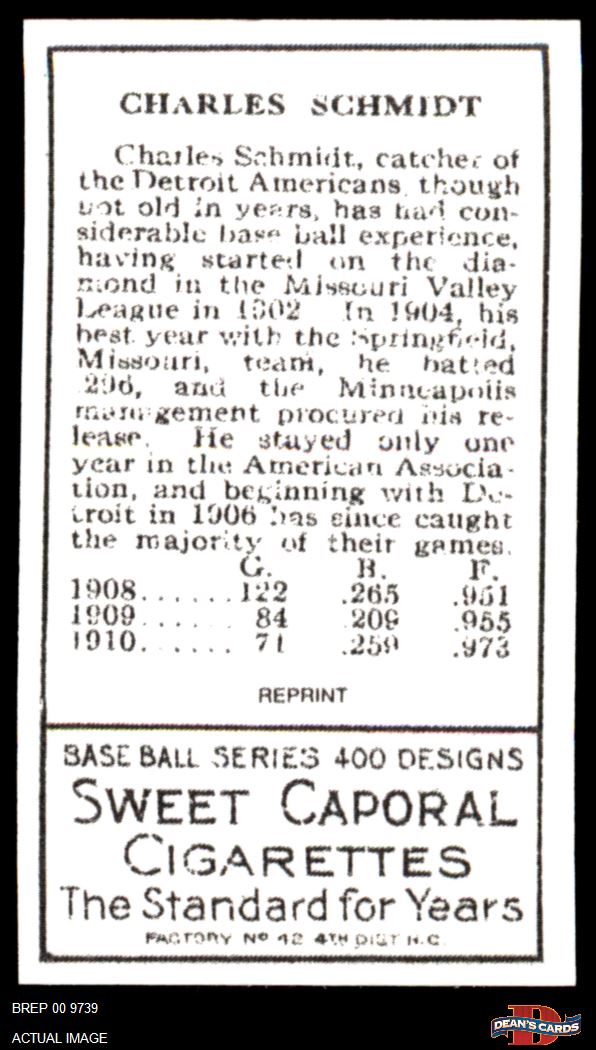 CHARLES SCHMIDT
Charles Schmidt, catcher of
the Detroit Americans, though
not old in years, has had con-
siderable base ball experience,
having started on the dia-
mond in the Missouri Valley
League in 1902 In 1904, his
best year with the Springfield,
Missouri, team, he batted
.296, and the Minneapolis
management procured his re-
lease. He stayed only one
year in the American Associa-
tion, and beginning with De-
troit in 1906 has since caught
the majority of their games.
G. B. F.
1908......122 .265 .951
1909...... 84 .209 .955
1910...... 71 .259 .973
REPRINT
BASE BALL SERIES 400 DESIGNS
SWEET CAPORAL
CIGARETTES
The Standard for Years
FACTORY No 42 4TH DIST N.C.
BREP 00 9739
ACTUAL IMAGE
D
DEAN'S CARDS